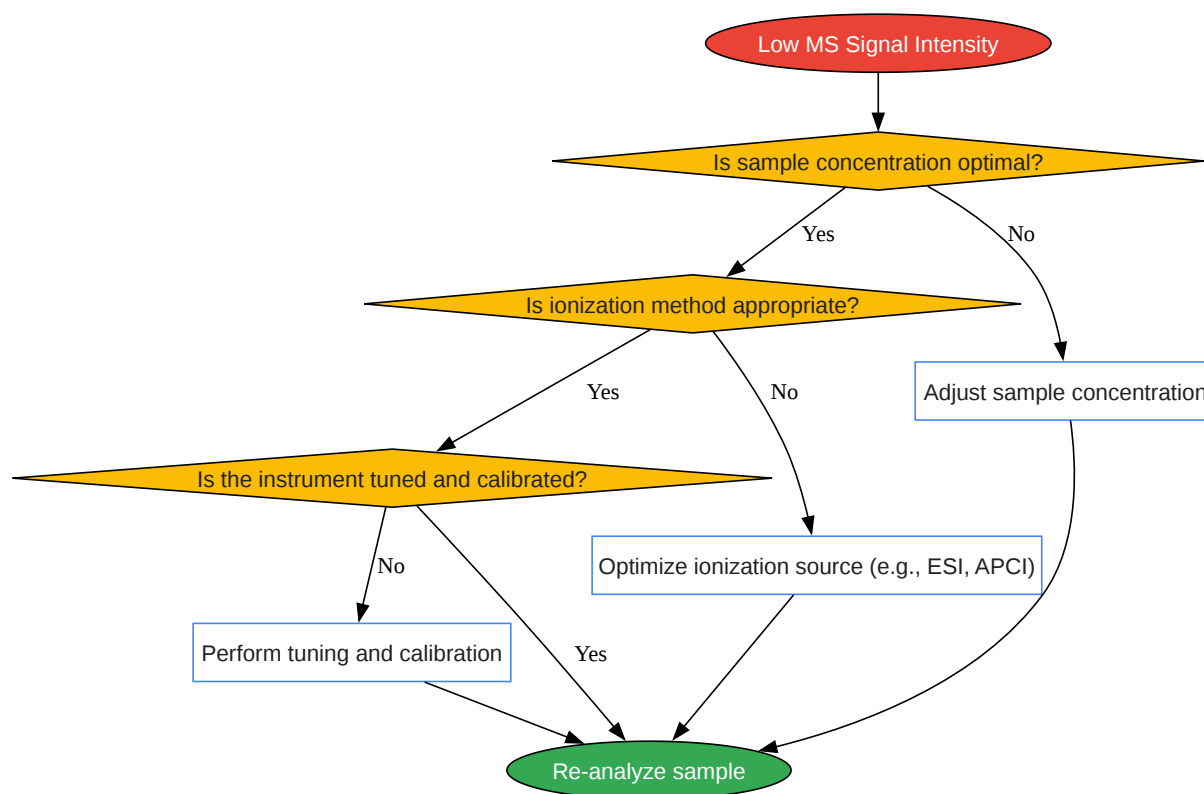 Low MS Signal Intensity
Is sample concentration optimal?
Yes
No
Is ionization method appropriate?
Yes
No
Adjust sample concentration
Is the instrument tuned and calibrated?
No
Optimize ionization source (e.g., ESI, APCI)
Perform tuning and calibration
Yes
Re-analyze sample